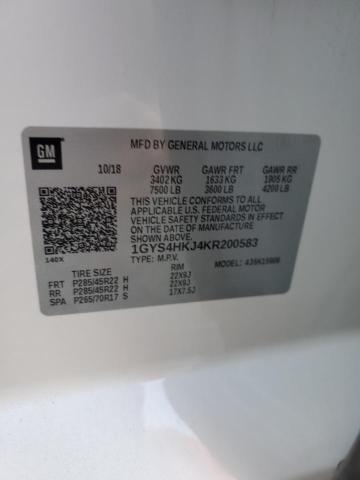 GM
MFD BY GENERAL MOTORS LLC
10/18 GVWR GAWR FRT GAWR RR
3402 KG 1633 KG 1905 KG
7500 LB 3600 LB 4200 LB
THIS VEHICLE CONFORMS TO ALL
APPLICABLE U.S. FEDERAL MOTOR
VEHICLE SAFETY STANDARDS IN EFFECT
ON THE DATE OF MANUFACTURE
SHOWN ABOVE.
1GYS4HKJ4KR200583
140X TYPE: M.P.V.
TIRE SIZE RIM
FRT P285/45R22 H 22X9J
RR P285/45R22 H 22X9J
SPA P265/70R17 S 17X7.5J